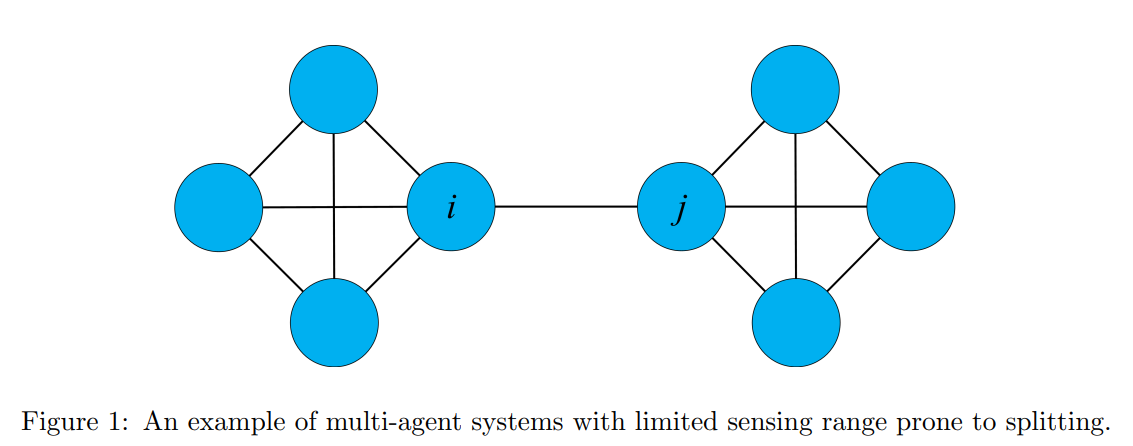 i
j
Figure 1: An example of multi-agent systems with limited sensing range prone to splitting.